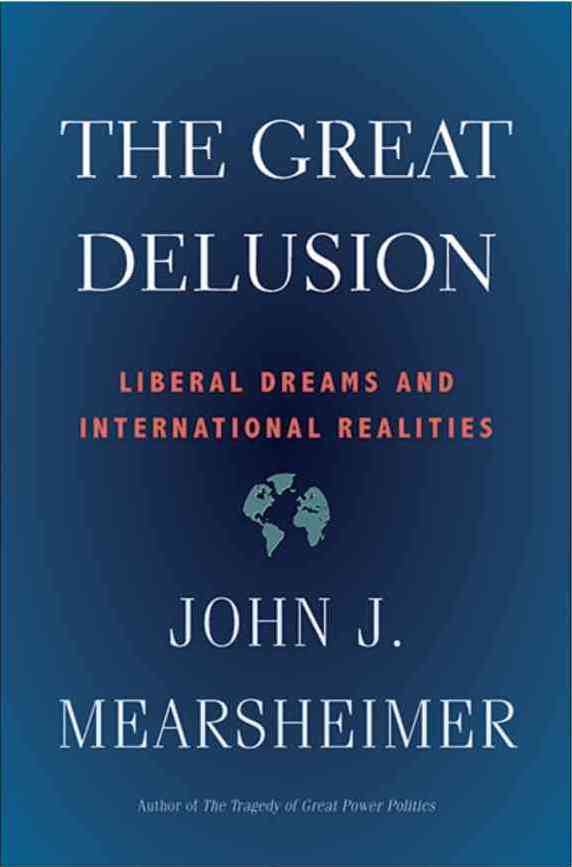 THE GREAT
DELUSION
LIBERAL DREAMS AND
INTERNATIONAL REALITIES
JOHN J.
MEARSHEIMER
Author of The Tragedy of Great Power Politics